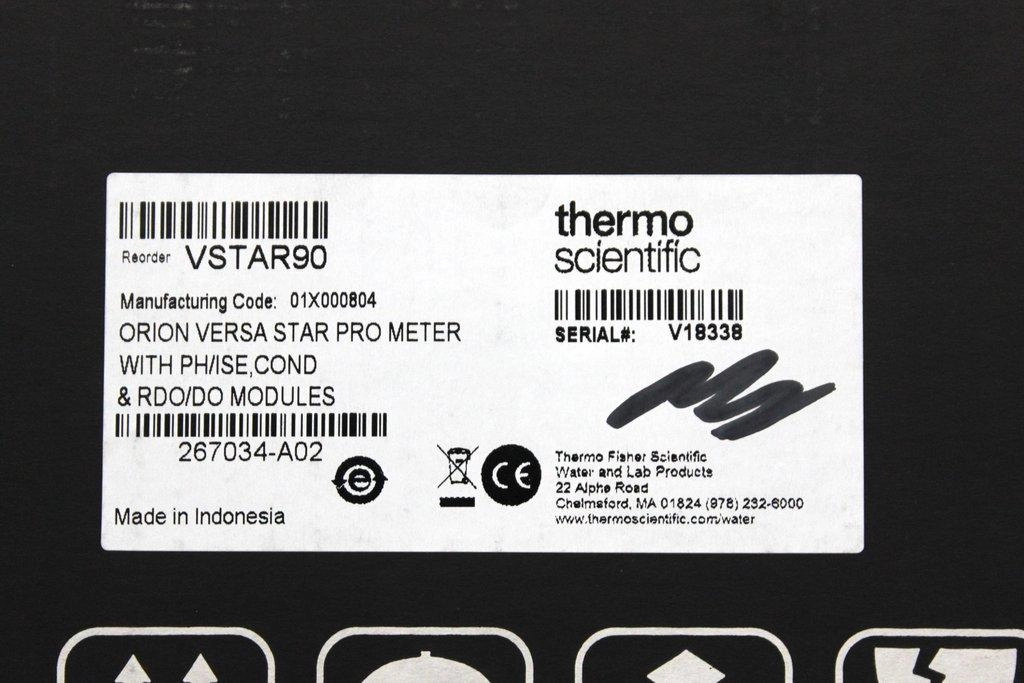 Reorder VSTAR90
Manufacturing Code: 01X000804
ORION VERSA STAR PRO METER
WITH PH/ISE,COND
& RDO/DO MODULES
267034-A02
e
CE
Made in Indonesia
thermo
scientific
SERIAL#: V18338
Thermo Fisher Scientific
Water and Lab Products
22 Alpha Road
Chelmsford, MA 01824 (978) 232-6000
www.thermoscientific.com/water